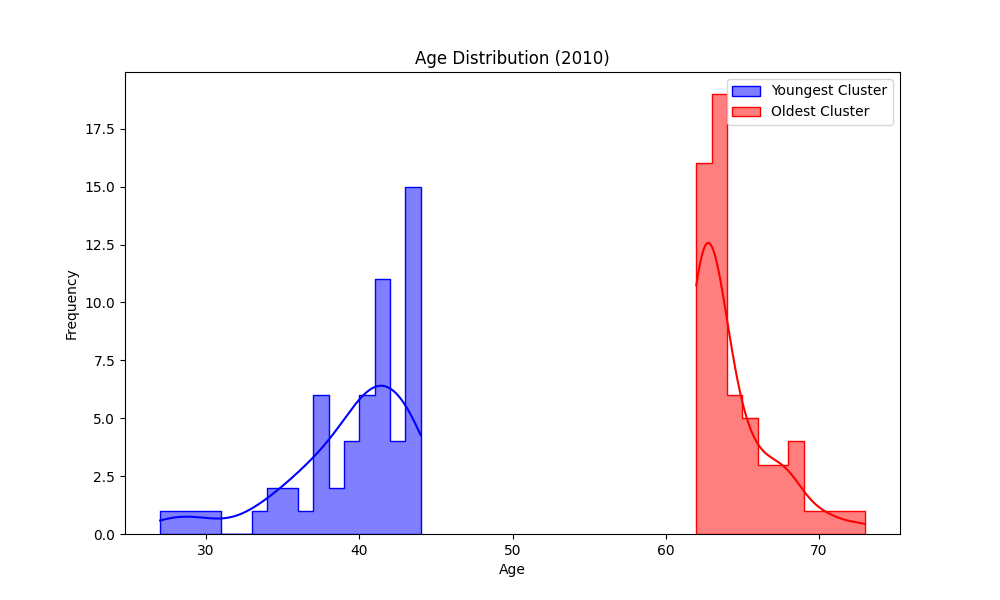 Age Distribution (2010)
Youngest Cluster
Oldest Cluster
Frequency
17.5
15.0
12.5
10.0
7.5
5.0
2.5
0.0
30 40 50 60 70
Age